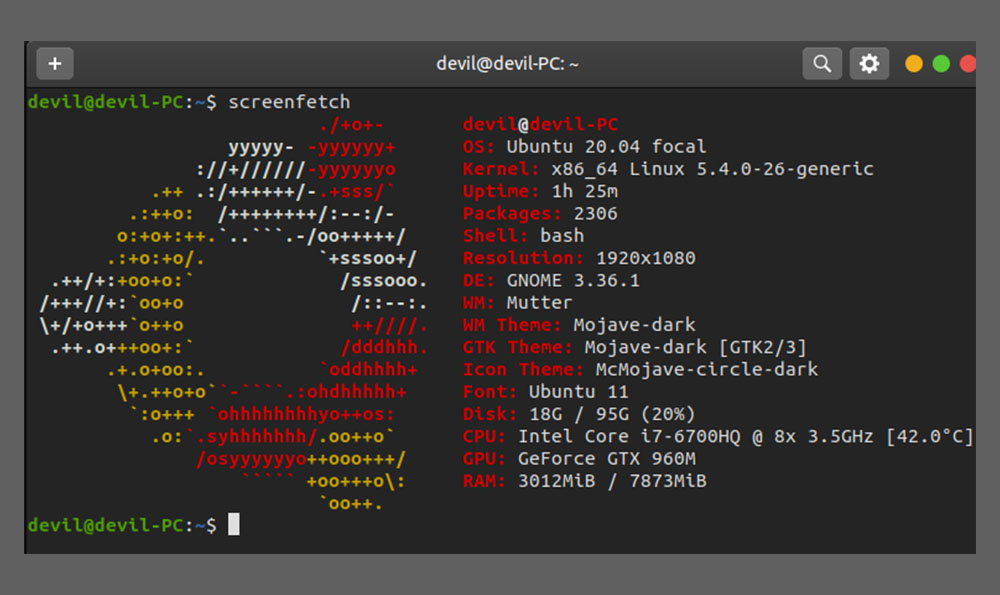 +
devil@devil-PC: ~
devil@devil-PC:~$ screenfetch
./+o+- devil@devil-PC
yyyyy- -yyyyyy+ OS: Ubuntu 20.04 focal
://+//////-yyyyyyo Kernel: x86_64 Linux 5.4.0-26-generic
.++ .:/++++++/-.+sss/` Uptime: 1h 25m
.:++o: /++++++++/:--:/- Packages: 2306
o:+o+:++.`..```.-/oo+++++/ Shell: bash
.:+o:+o/. `+sssoo+/ Resolution: 1920x1080
.++/+:+oo+o:` /sssooo. DE: GNOME 3.36.1
/+++//+:`oo+o /::--:. WM: Mutter
\+/+o+++`o++o ++////. WM Theme: Mojave-dark
.++.o+++oo+:` /dddhhh. GTK Theme: Mojave-dark [GTK2/3]
.+.o+oo:. `oddhhhh+ Icon Theme: McMojave-circle-dark
\+.++o+o``-````.:ohdhhhhh+ Font: Ubuntu 11
`:o+++ `ohhhhhhhhyo++os: Disk: 18G / 95G (20%)
.o:`.syhhhhhhh/.oo++o` CPU: Intel Core i7-6700HQ @ 8x 3.5GHz [42.0°C]
/osyyyyyyo++ooo+++/ GPU: GeForce GTX 960M
````` +oo+++o\: RAM: 3012MiB / 7873MiB
`oo++.
devil@devil-PC:~$